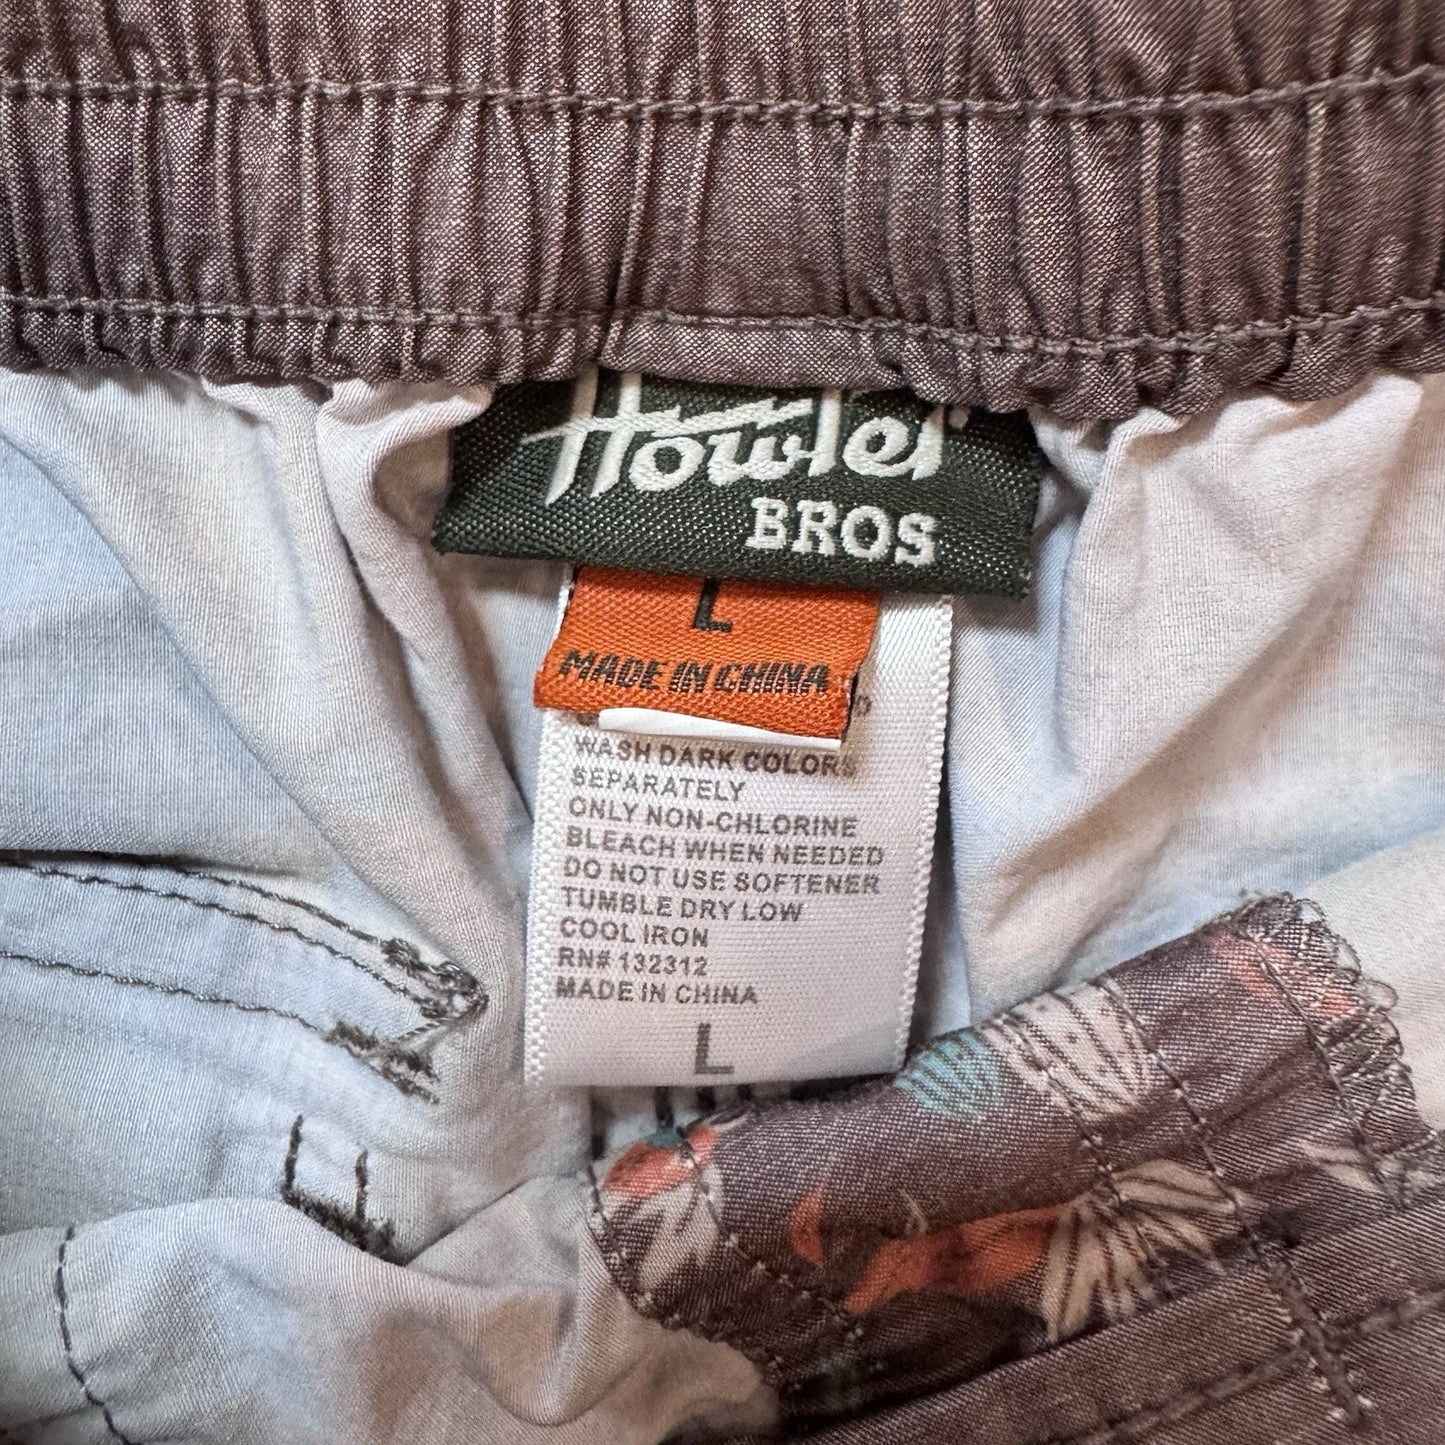 Howler
BROS
L
MADE IN CHINA
WASH DARK COLORS
SEPARATELY
ONLY NON-CHLORINE
BLEACH WHEN NEEDED
DO NOT USE SOFTENER
TUMBLE DRY LOW
COOL IRON
RN# 132312
MADE IN CHINA
L